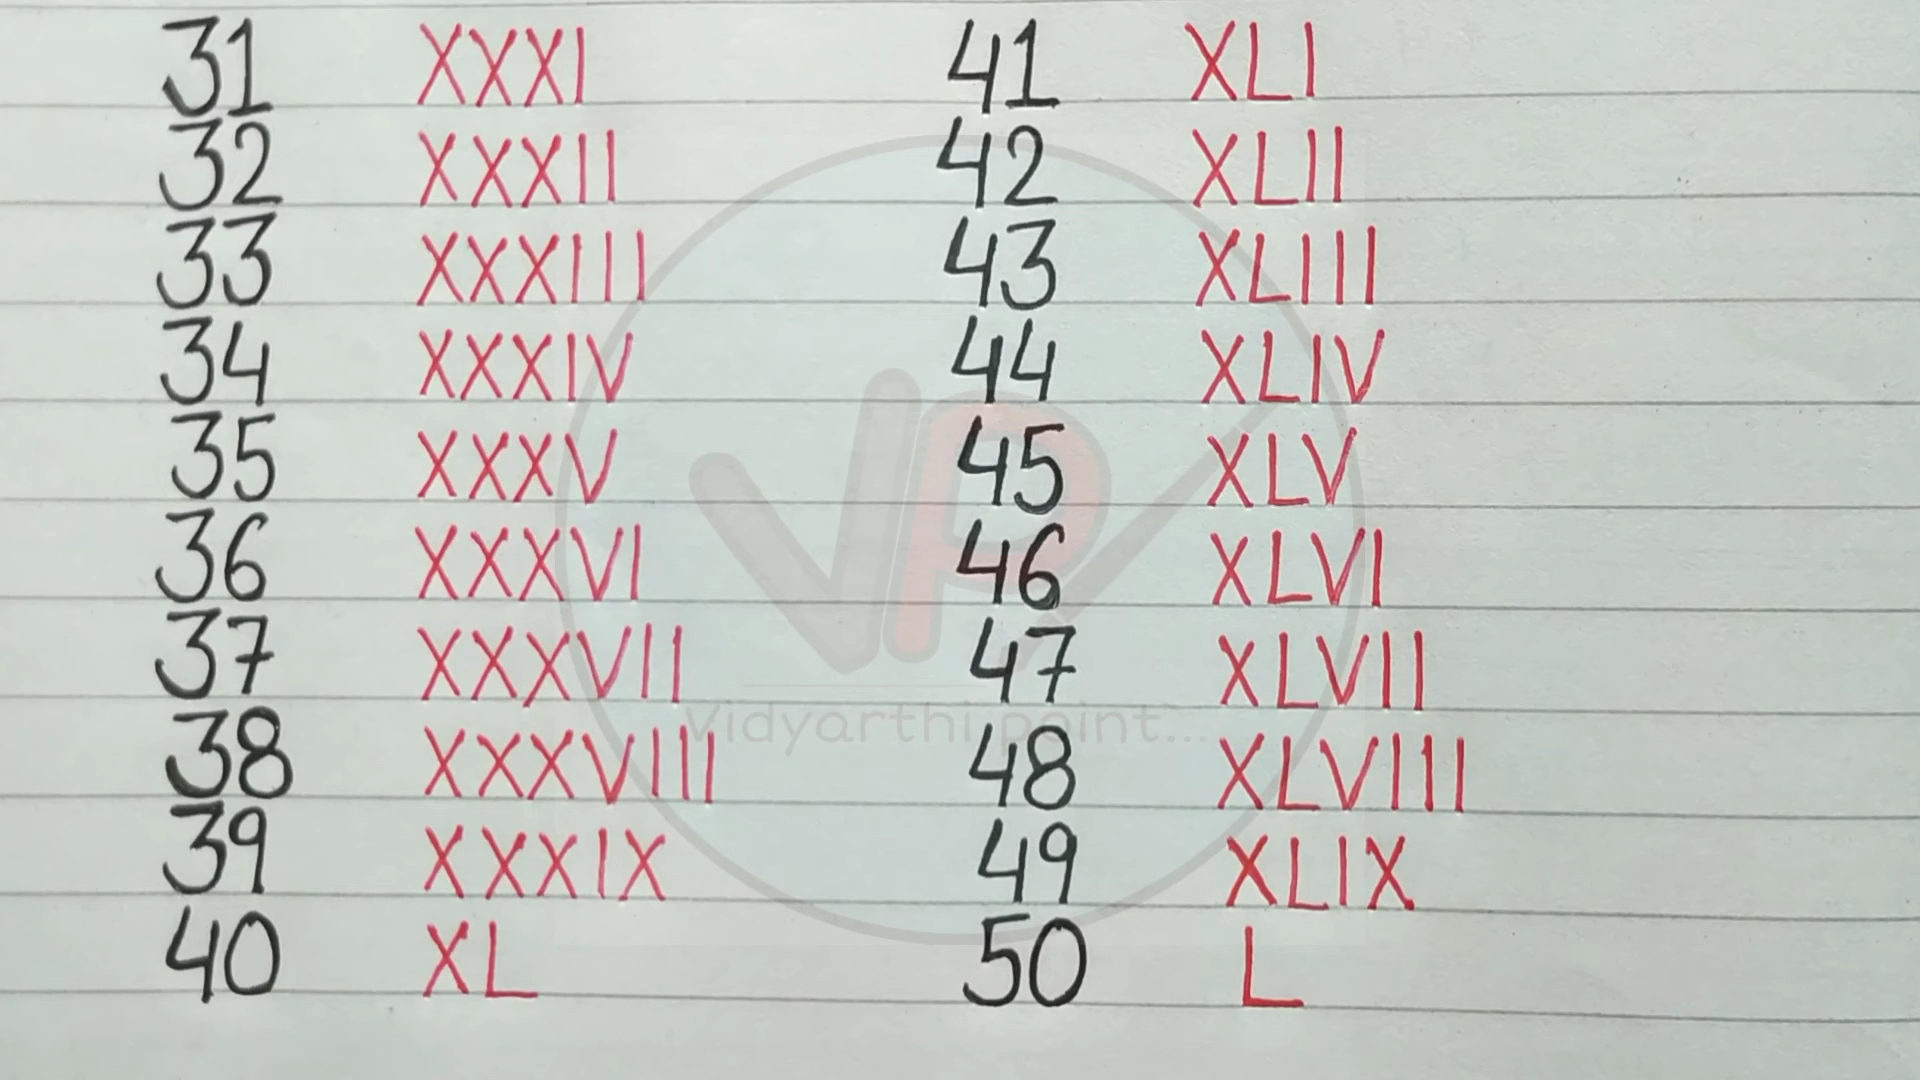 31 XXXI 41 XLI
32 XXXII 42 XLII
33 XXXIII 43 XLIII
34 XXXIV 44 XLIV
35 XXXV 45 XLV
36 XXXVI 46 XLVI
37 XXXVII 47 XLVII
Vidyarthi point...
38 XXXVIII 48 XLVIII
39 XXXIX 49 XLIX
40 XL 50 L